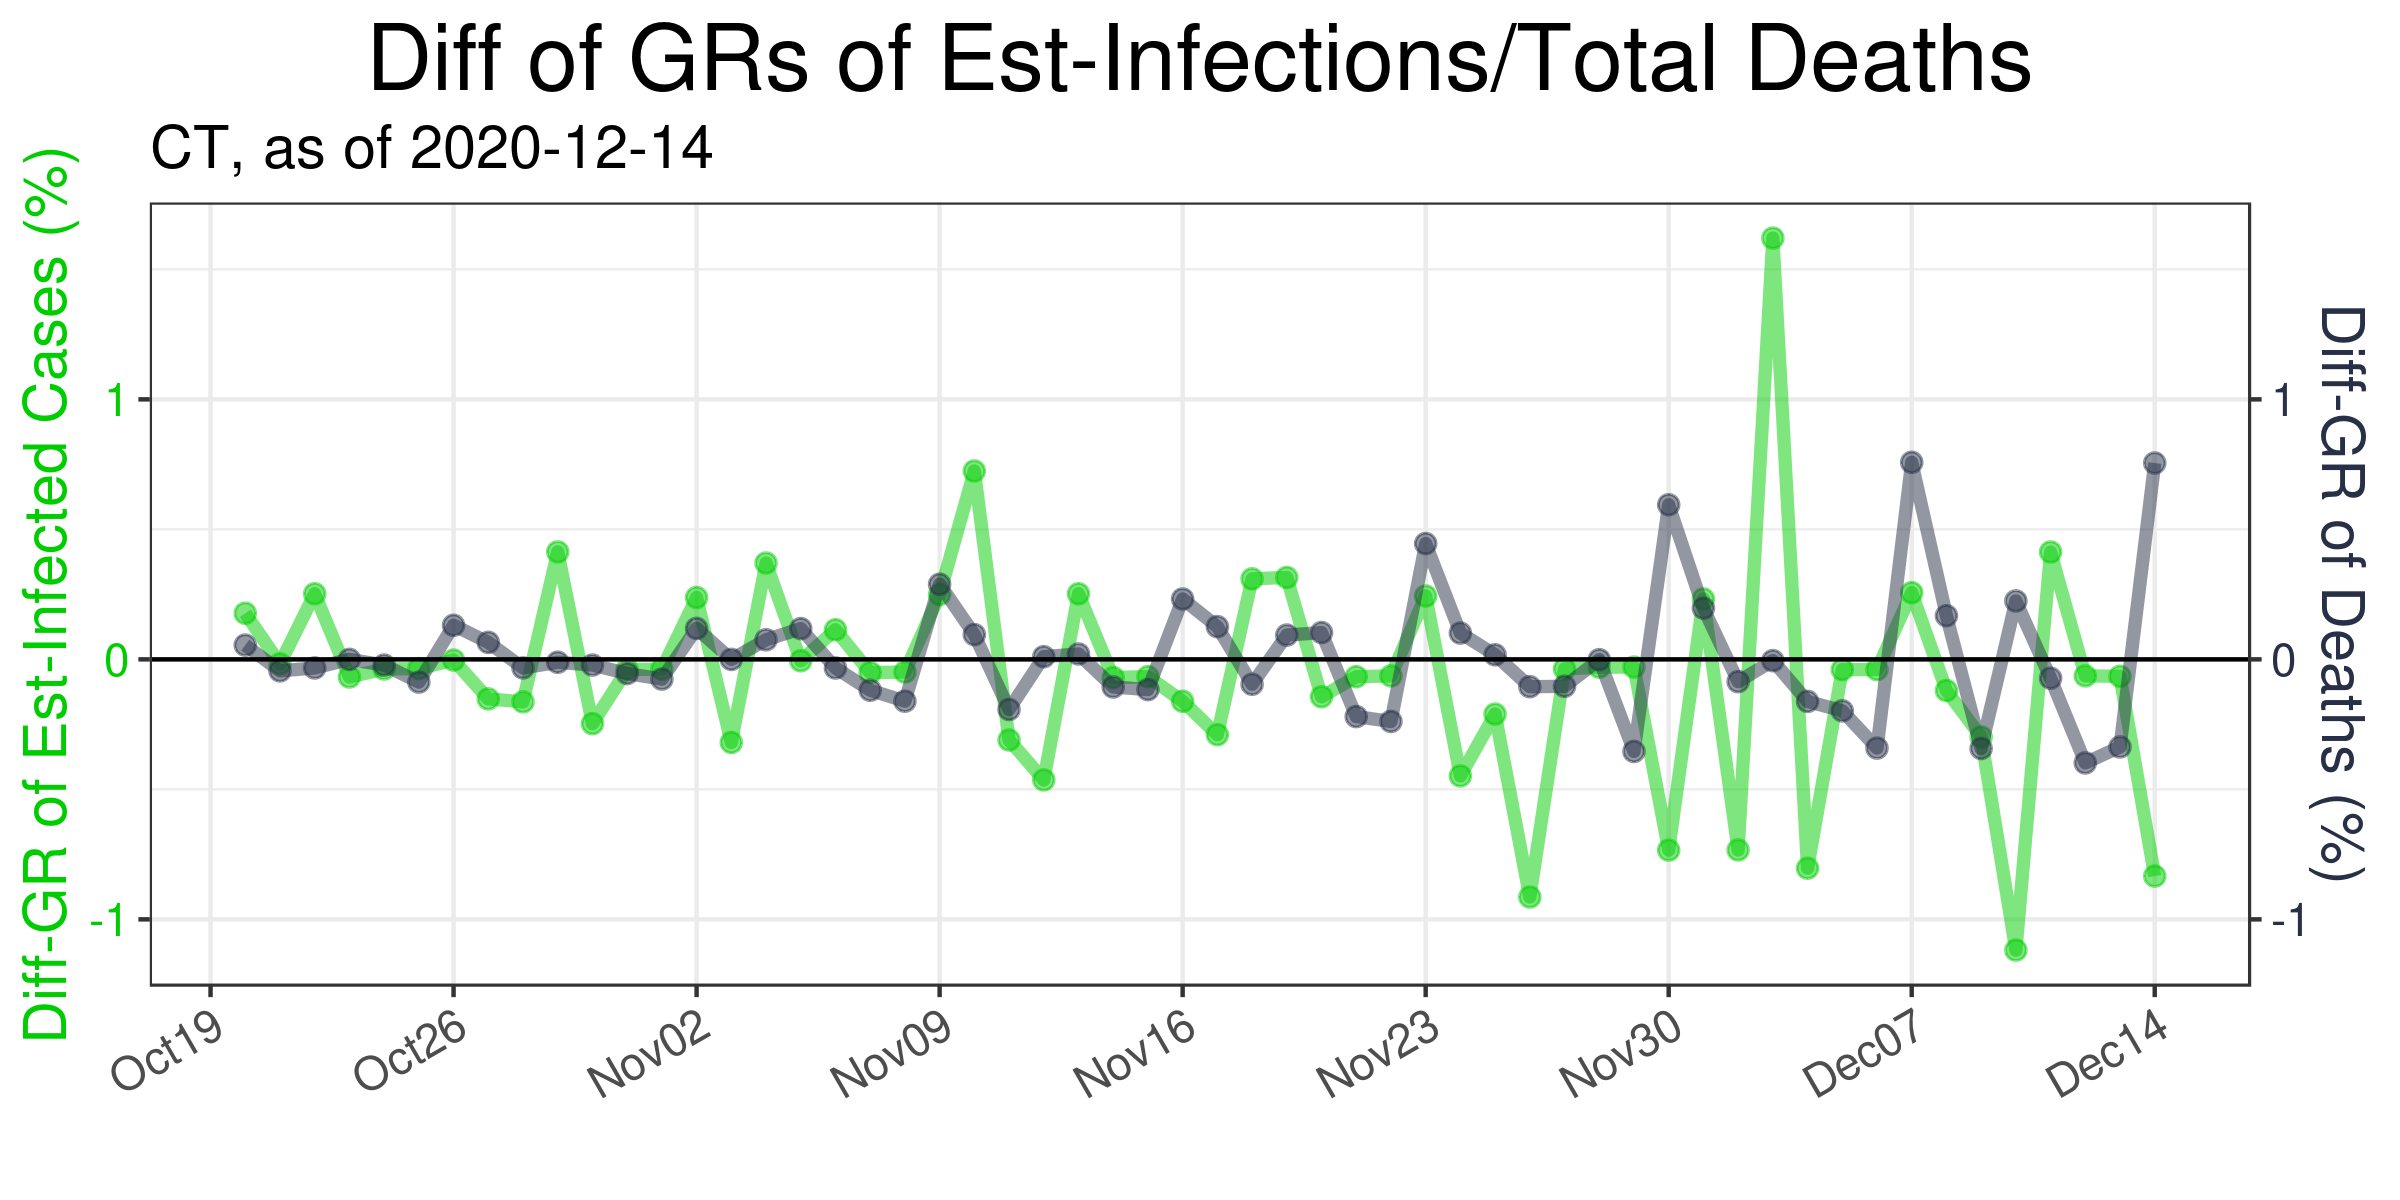 Diff of GRs of Est-Infections/Total Deaths
CT, as of 2020-12-14
Diff-GR of Est-Infected Cases (%)
1
0
-1
1
0
-1
Diff-GR of Deaths (%)
Oct19
Oct26
Nov02
Nov09
Nov16
Nov23
Nov30
Dec07
Dec14